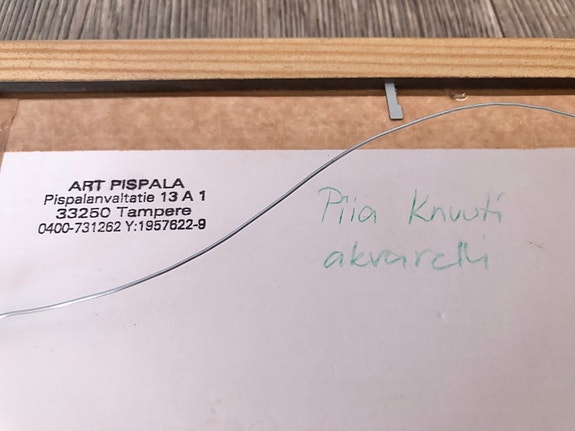 ART PISPALA
Pispalanvaltatie 13 A 1
33250 Tampere
0400-731262 Y:1957622-9
Piia Knuuti
akvarelli